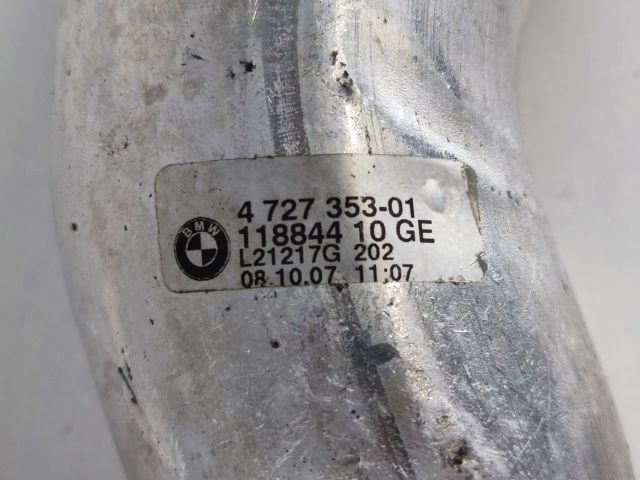 BMW
4 727 353-01
118844 10 GE
L21217G 202
08.10.07 11:07